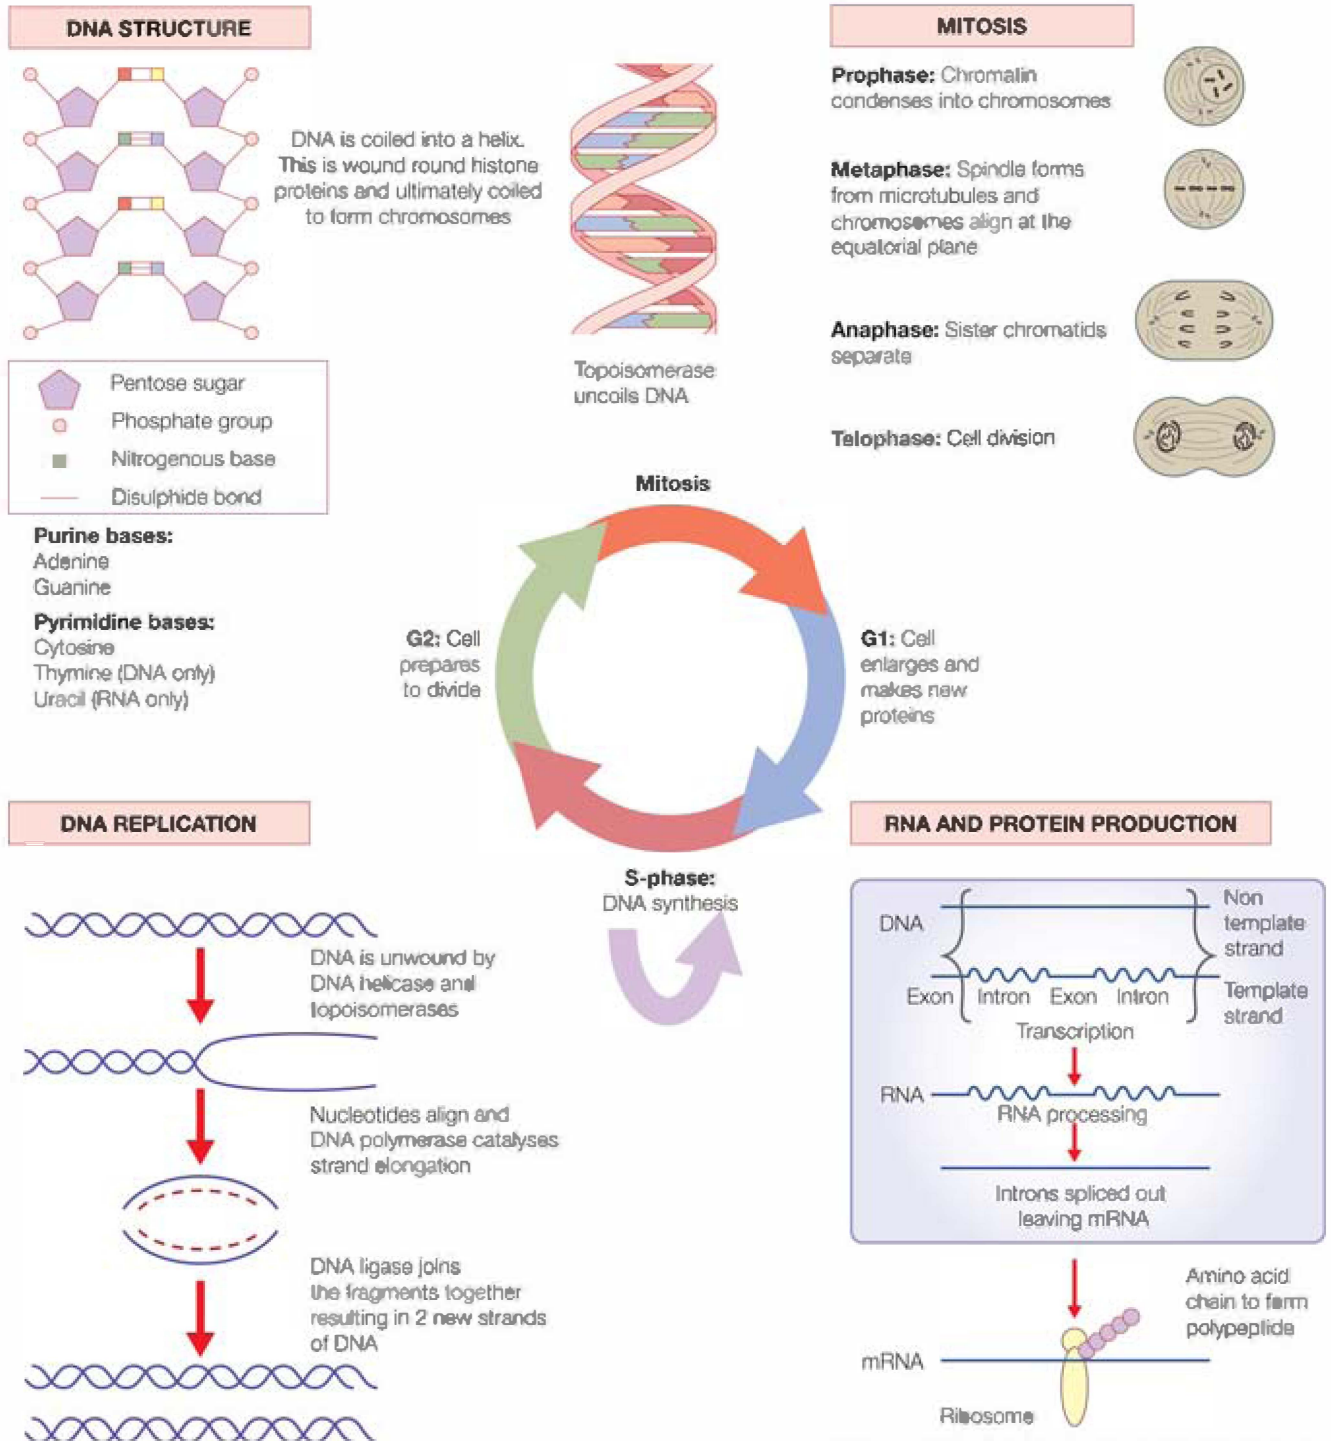 DNA STRUCTURE
DNA is coiled into a helix.
This is wound round histone
proteins and ultimately coiled
to form chromosomes
Topoisomerase
uncoils DNA
Pentose sugar
Phosphate group
Nitrogenous base
Disulphide bond
Purine bases:
Adenine
Guanine
Pyrimidine bases:
Cytosine
Thymine (DNA only)
Uracil (RNA only)
MITOSIS
Prophase: Chromalin
condenses into chromosomes
Metaphase: Spindle forms
from microtubules and
chromosomes align at the
equatorial plane
Anaphase: Sister chromatids
separate
Telophase: Cell division
Mitosis
G2: Cell
prepares
to divide
G1: Cell
enlarges and
makes new
proteins
S-phase:
DNA synthesis
DNA REPLICATION
DNA is unwound by
DNA helicase and
topoisomerases
Nucleotides align and
DNA polymerase catalyses
strand elongation
DNA ligase joins
the fragments together
resulting in 2 new strands
of DNA
RNA AND PROTEIN PRODUCTION
DNA
Non
template
strand
Exon Intron Exon Intron
Template
strand
Transcription
RNA
RNA processing
Introns spliced out
leaving mRNA
Amino acid
chain to form
polypeptide
mRNA
Ribosome